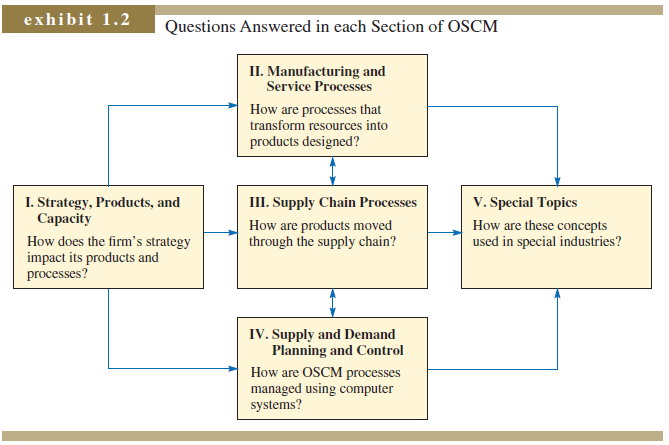 exhibit 1.2
Questions Answered in each Section of OSCM
II. Manufacturing and
Service Processes
How are processes that
transform resources into
products designed?
I. Strategy, Products, and
Capacity
How does the firm's strategy
impact its products and
processes?
III. Supply Chain Processes
How are products moved
through the supply chain?
V. Special Topics
How are these concepts
used in special industries?
IV. Supply and Demand
Planning and Control
How are OSCM processes
managed using computer
systems?